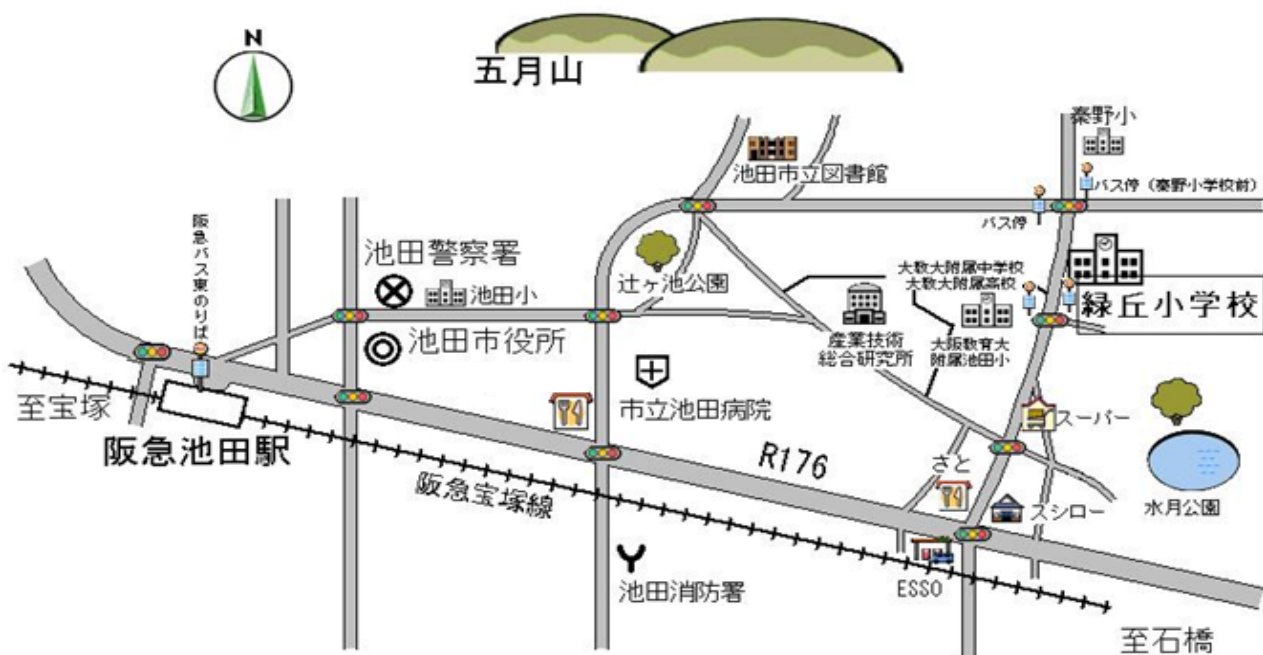 N
五月山
秦野小
池田市立図書館
バス停（秦野小学校前）
バス停
阪急バス東のりば
池田警察署
池田小
辻ヶ池公園
大教大附属中学校
大教大附属高校
緑丘小学校
池田市役所
産業技術
総合研究所
大阪教育大
附属池田小
至宝塚
市立池田病院
スーパー
阪急池田駅
R176
さと
阪急宝塚線
スシロー
水月公園
池田消防署
ESSO
至石橋